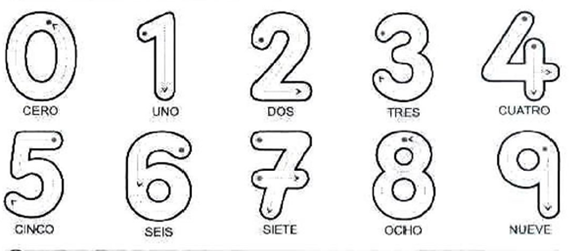 0 1 2 3 4
CERO UNO DOS TRES CUATRO
5 6 7 8 9
CINCO SEIS SIETE OCHO NUEVE